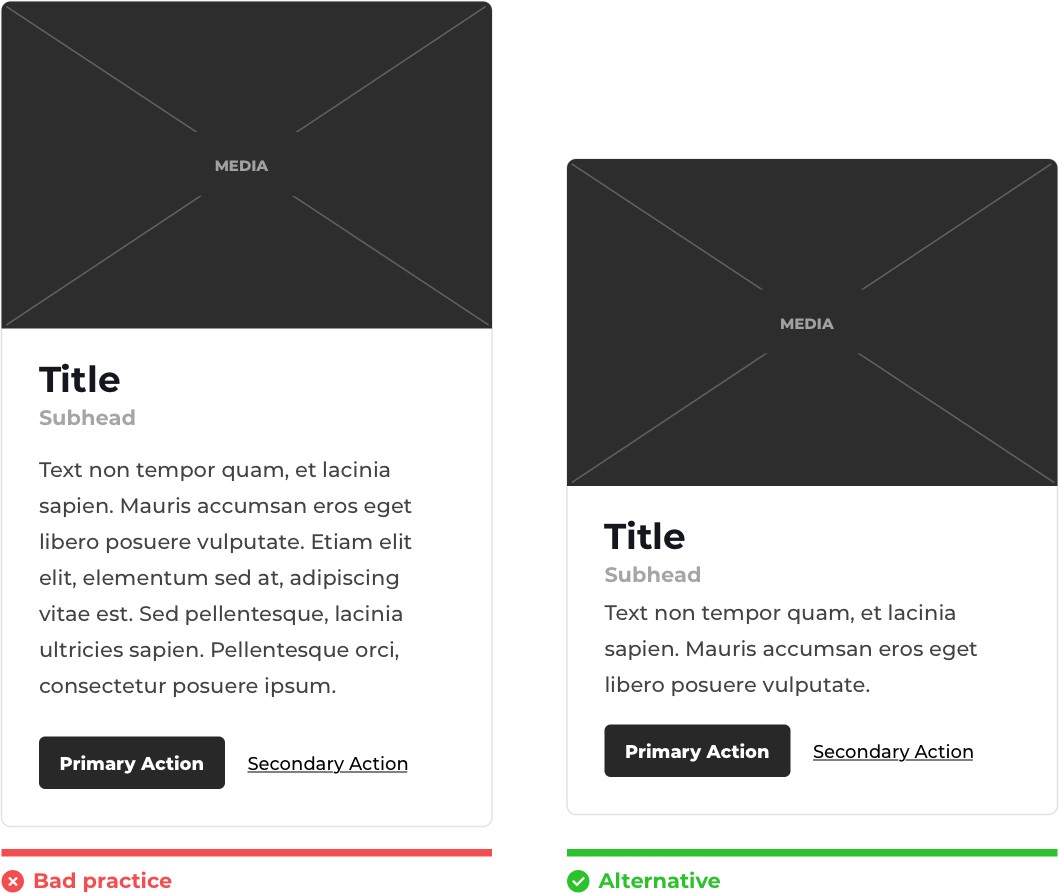 MEDIA
Title
Subhead
Text non tempor quam, et lacinia
sapien. Mauris accumsan eros eget
libero posuere vulputate. Etiam elit
elit, elementum sed at, adipiscing
vitae est. Sed pellentesque, lacinia
ultricies sapien. Pellentesque orci,
consectetur posuere ipsum.
Primary Action Secondary Action
Bad practice
MEDIA
Title
Subhead
Text non tempor quam, et lacinia
sapien. Mauris accumsan eros eget
libero posuere vulputate.
Primary Action Secondary Action
Alternative